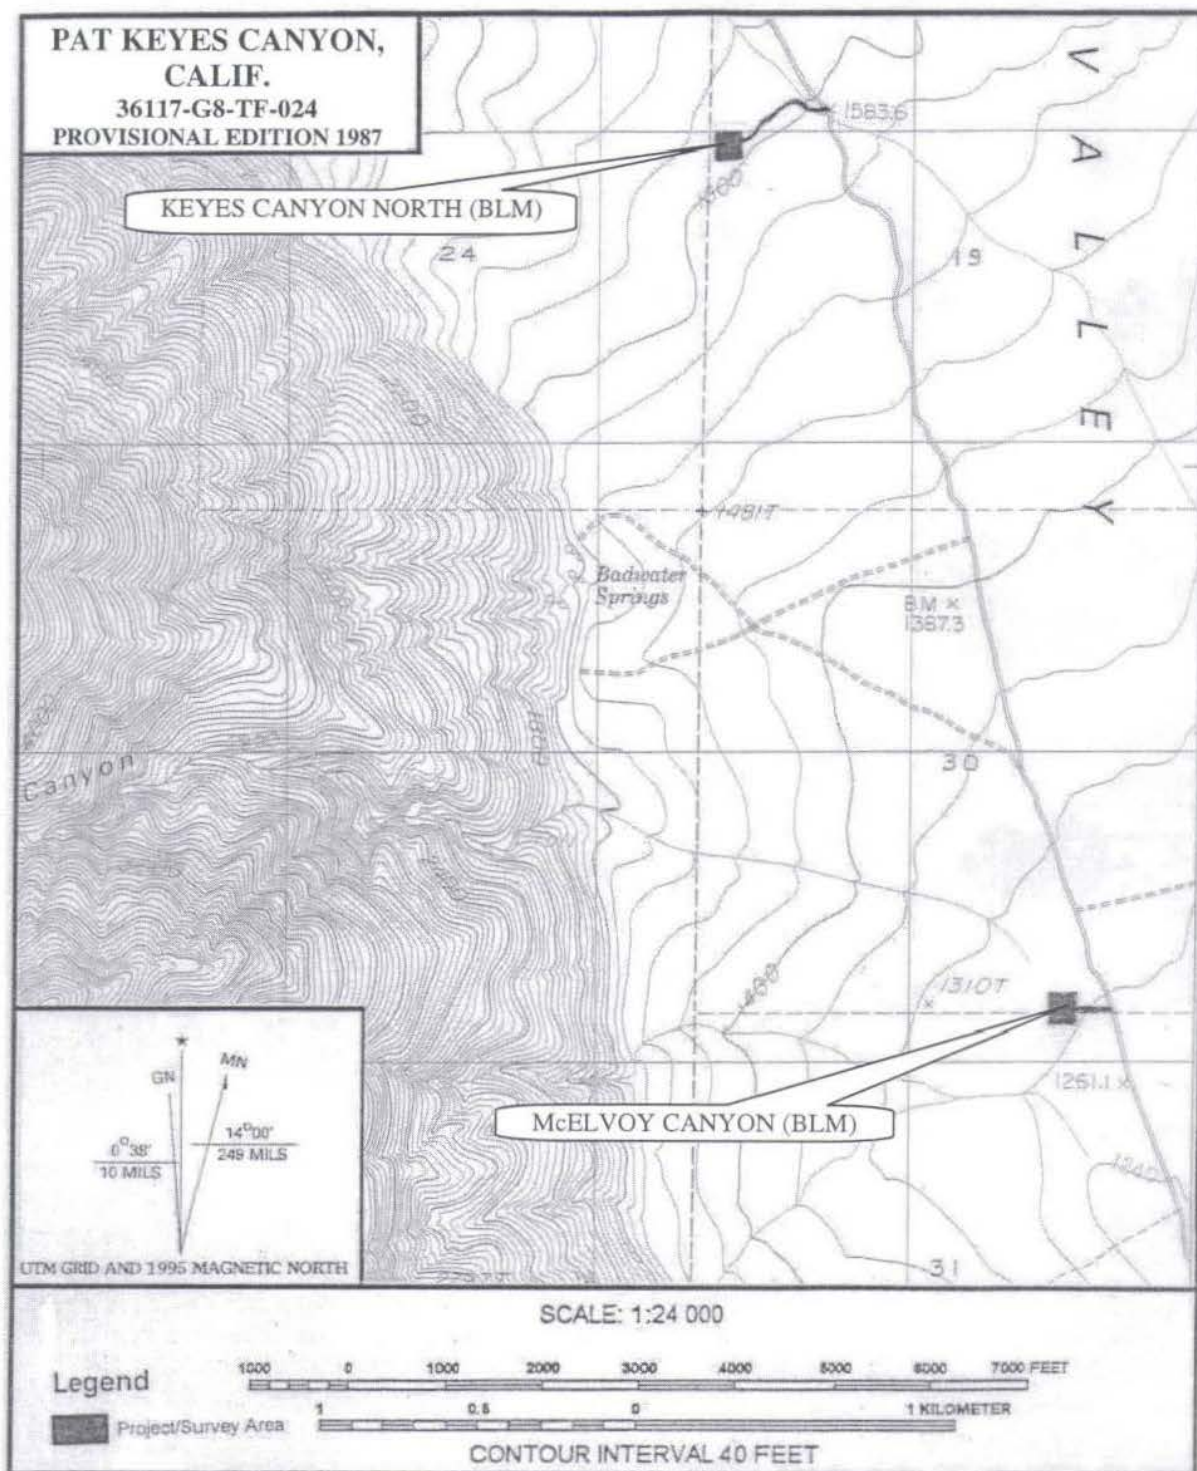 PAT KEYES CANYON,
CALIF.
36117-G8-TF-024
PROVISIONAL EDITION 1987
1583.6
KEYES CANYON NORTH (BLM)
V
A
L
L
E
Y
24
19
1481T
Badwater
Springs
BM ×
1367.3
1800
Canyon
30
1400
1310T
1261.1
McELVOY CANYON (BLM)
31
GN
MN
0°38'
10 MILS
14°00'
249 MILS
UTM GRID AND 1995 MAGNETIC NORTH
SCALE: 1:24 000
Legend
Project/Survey Area
1000 0 1000 2000 3000 4000 5000 6000 7000 FEET
1 0.5 0 1 KILOMETER
CONTOUR INTERVAL 40 FEET